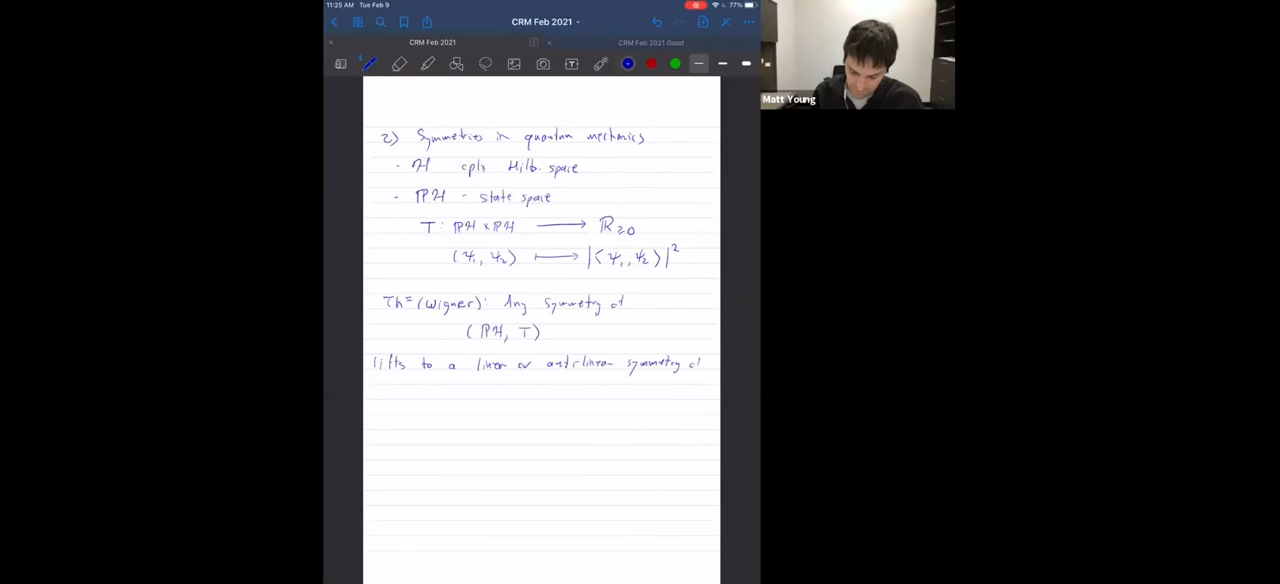 11:25 AM Tue Feb 9
77%
CRM Feb 2021
CRM Feb 2021
CRM Feb 2021 Good
Matt Young
2) Symmetries in quantum mechanics
- H cplx Hilb. space
- PH - state space
T: PH × PH ⟶ R≥0
(Ψ₁, Ψ₂) ⟼ |⟨Ψ₁, Ψ₂⟩|²
Thm (Wigner): Any symmetry of
(PH, T)
lifts to a linear or antilinear symmetry of